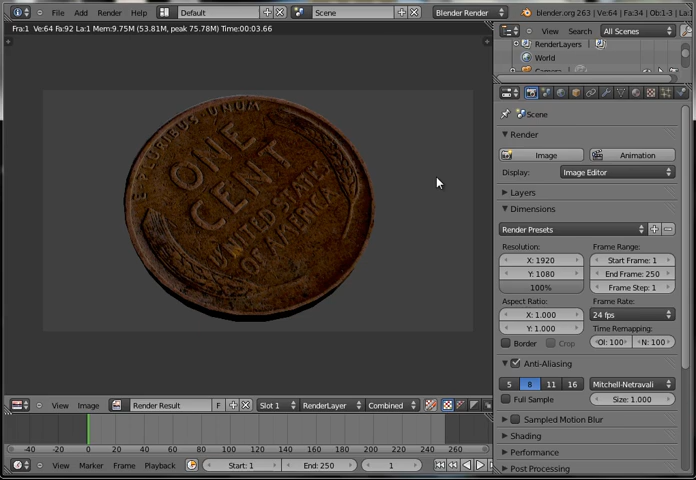 File Add Render Help Default Scene Blender Render blender.org 263 | Ve:64 | Fa:34 | Ob:1-3 | La:
Fra:1 Ve:64 Fa:92 La:1 Mem:9.75M (53.81M, peak 75.78M) Time:00:03.66
View Search All Scenes
RenderLayers
World
Camera
Scene
Render
Image Animation
Display: Image Editor
Layers
Dimensions
Render Presets
Resolution: Frame Range:
X: 1920 Start Frame: 1
Y: 1080 End Frame: 250
100% Frame Step: 1
Aspect Ratio: Frame Rate:
X: 1.000 24 fps
Y: 1.000 Time Remapping:
Border Crop Ol: 100 N: 100
Anti-Aliasing
5 8 11 16 Mitchell-Netravali
Full Sample Size: 1.000
Sampled Motion Blur
Shading
Performance
Post Processing
E PLURIBUS UNUM
ONE
CENT
UNITED STATES
OF AMERICA
View Image Render Result F Slot 1 RenderLayer Combined
-40 -20 0 20 40 60 80 100 120 140 160 180 200 220 240 260
View Marker Frame Playback Start: 1 End: 250 1